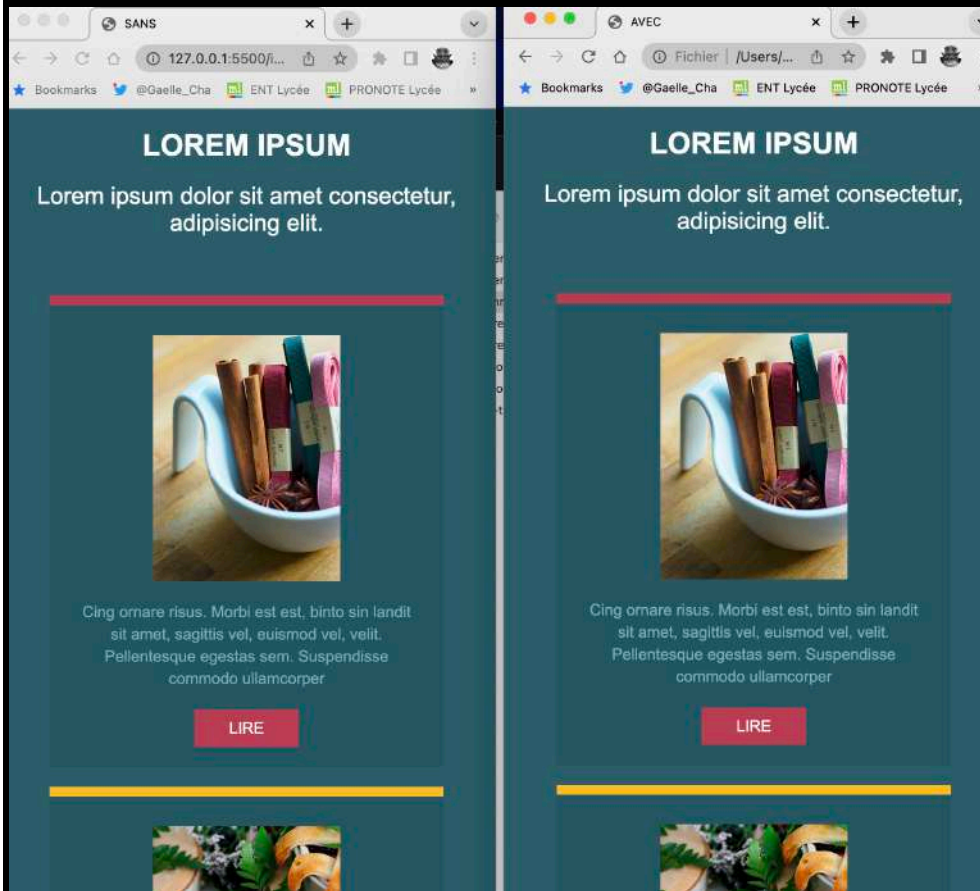 SANS
127.0.0.1:5500/i...
Bookmarks @Gaelle_Cha ENT Lycée PRONOTE Lycée »
LOREM IPSUM
Lorem ipsum dolor sit amet consectetur,
adipisicing elit.
Cing ornare risus. Morbi est est, binto sin landit
sit amet, sagittis vel, euismod vel, velit.
Pellentesque egestas sem. Suspendisse
commodo ullamcorper
LIRE
AVEC
Fichier | /Users/...
Bookmarks @Gaelle_Cha ENT Lycée PRONOTE Lycée
LOREM IPSUM
Lorem ipsum dolor sit amet consectetur,
adipisicing elit.
Cing ornare risus. Morbi est est, binto sin landit
sit amet, sagittis vel, euismod vel, velit.
Pellentesque egestas sem. Suspendisse
commodo ullamcorper
LIRE